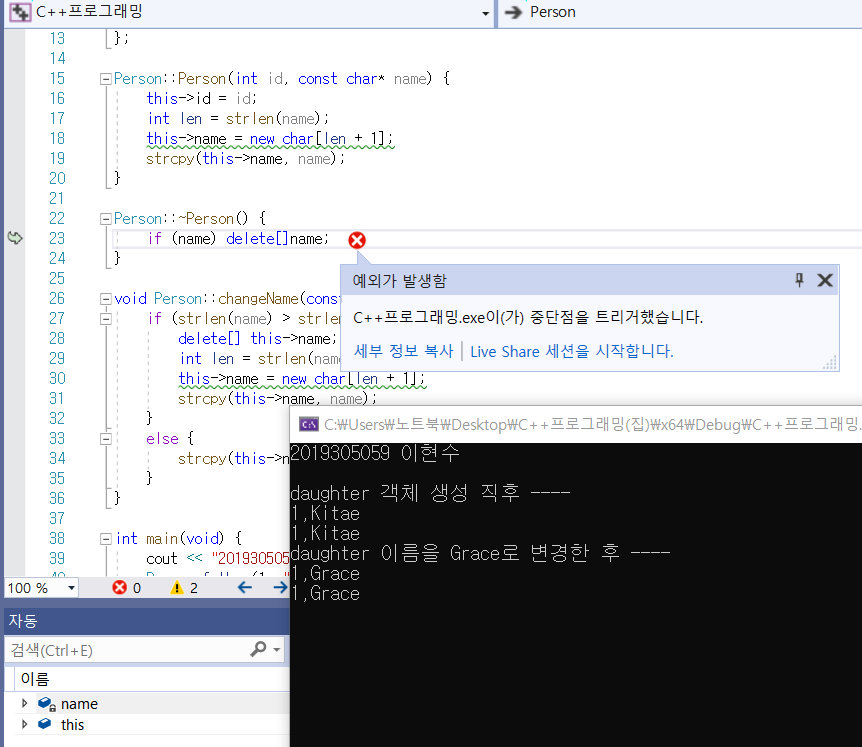 C++프로그래밍
Person
13 };
14
15 Person::Person(int id, const char* name) {
16 this->id = id;
17 int len = strlen(name);
18 this->name = new char[len + 1];
19 strcpy(this->name, name);
20 }
21
22 Person::~Person() {
23 if (name) delete[]name;
24 }
25
예외가 발생함
C++프로그래밍.exe이(가) 중단점을 트리거했습니다.
세부 정보 복사 | Live Share 세션을 시작합니다.
26 void Person::changeName(cons
27 if (strlen(name) > strle
28 delete[] this->name;
29 int len = strlen(nam
30 this->name = new char[len + 1];
31 strcpy(this->name, name);
32 }
33 else {
34 strcpy(this->n
35 }
36 }
37
38 int main(void) {
39 cout << "201930505
100 %
0
2
C:\Users\노트북\Desktop\C++프로그래밍(집)\x64\Debug\C++프로그래밍.
2019305059 이현수
daughter 객체 생성 직후 ----
1,Kitae
1,Kitae
daughter 이름을 Grace로 변경한 후 ----
1,Grace
1,Grace
자동
검색(Ctrl+E)
이름
name
this